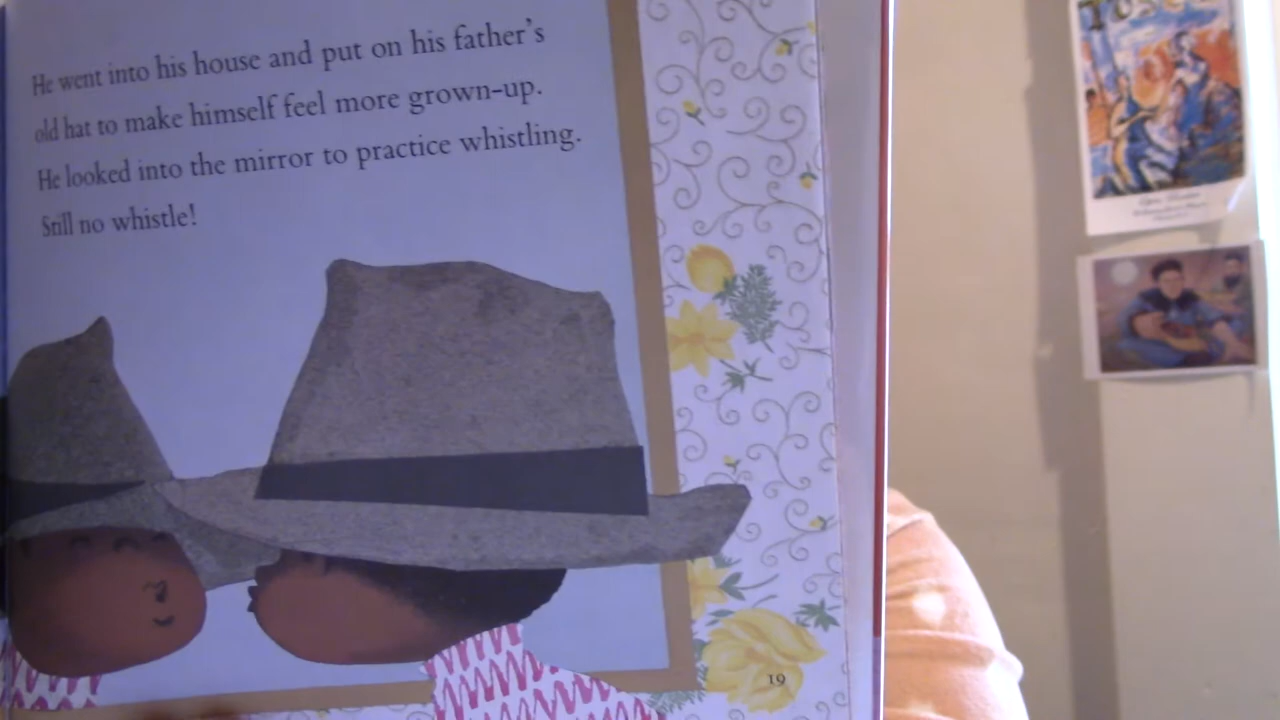 He went into his house and put on his father's
old hat to make himself feel more grown-up.
He looked into the mirror to practice whistling.
Still no whistle!
19